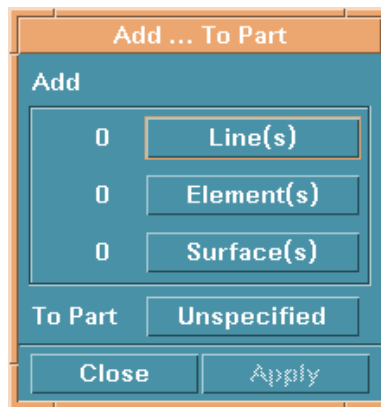 Add ... To Part
Add
0 Line(s)
0 Element(s)
0 Surface(s)
To Part Unspecified
Close Apply